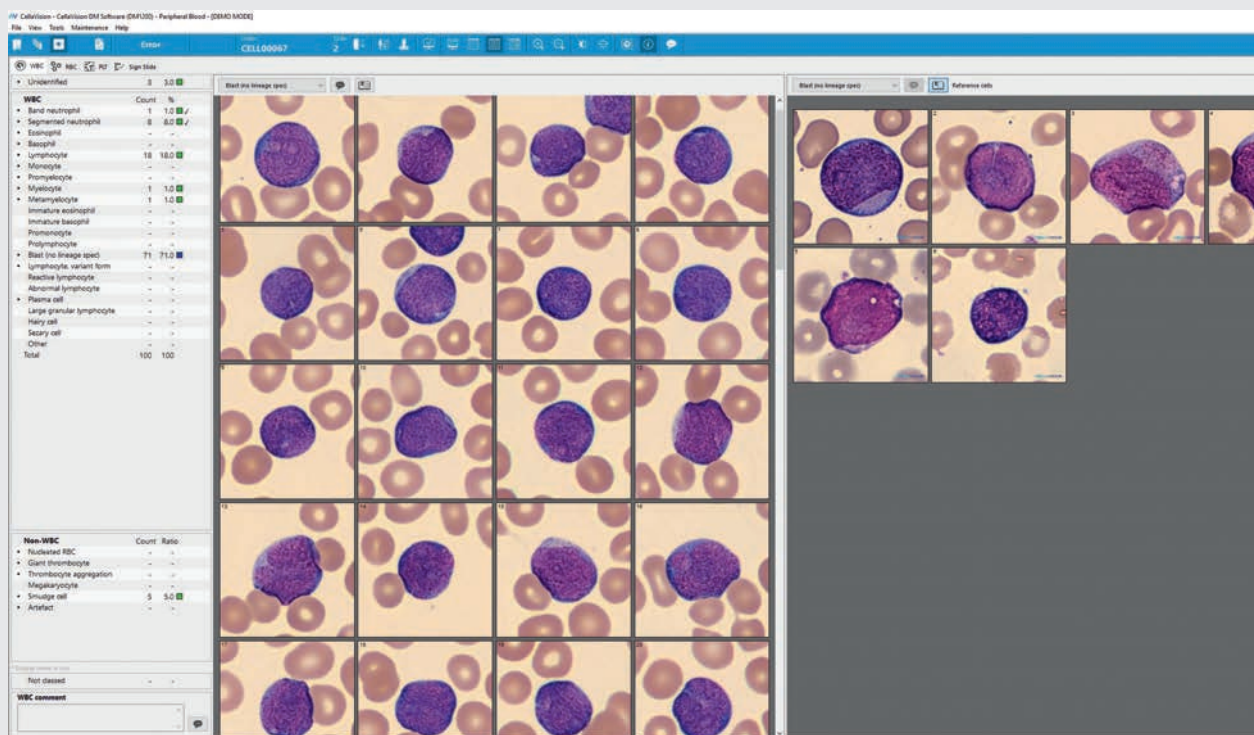 CellaVision - CellaVision DM Software (DM1200) - Peripheral Blood - [DEMO MODE]
File View Tools Maintenance Help
Error
CELL00067
2
WBC RBC PLT Sign Slide
Unidentified 3 3.0
Blast (no lineage spec)
Blast (no lineage spec) Reference cells
WBC Count %
Band neutrophil 1 1.0
Segmented neutrophil 8 8.0
Eosinophil - -
Basophil - -
Lymphocyte 18 18.0
Monocyte - -
Promyelocyte - -
Myelocyte 1 1.0
Metamyelocyte 1 1.0
Immature eosinophil - -
Immature basophil - -
Promonocyte - -
Prolymphocyte - -
Blast (no lineage spec) 71 71.0
Lymphocyte, variant form - -
Reactive lymphocyte - -
Abnormal lymphocyte - -
Plasma cell - -
Large granular lymphocyte - -
Hairy cell - -
Sezary cell - -
Other - -
Total 100 100
Non-WBC Count Ratio
Nucleated RBC - -
Giant thrombocyte - -
Thrombocyte aggregation - -
Megakaryocyte - -
Smudge cell 5 5.0
Artefact - -
Not classed - -
WBC comment